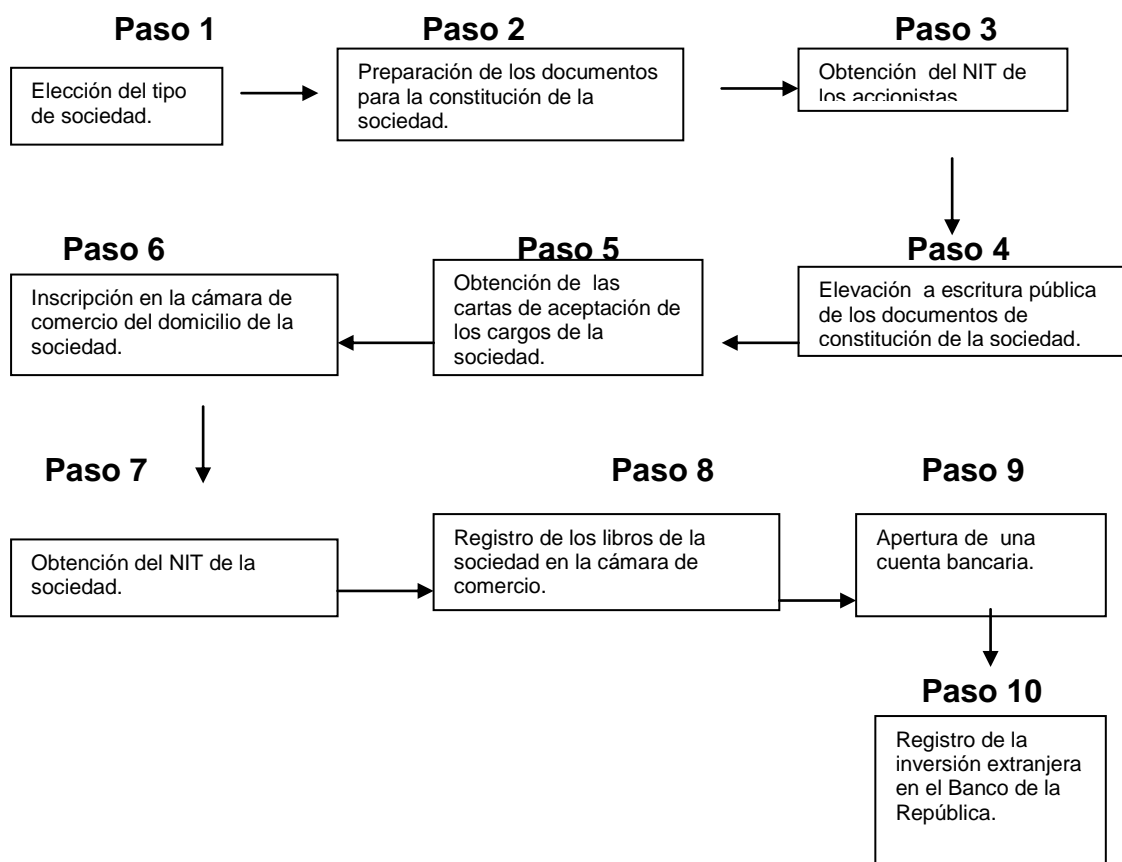 Paso 1
Elección del tipo
de sociedad.
Paso 2
Preparación de los documentos
para la constitución de la
sociedad.
Paso 3
Obtención del NIT de
los accionistas
Paso 4
Elevación a escritura pública
de los documentos de
constitución de la sociedad.
Paso 5
Obtención de las
cartas de aceptación de
los cargos de la
sociedad.
Paso 6
Inscripción en la cámara de
comercio del domicilio de la
sociedad.
Paso 7
Obtención del NIT de la
sociedad.
Paso 8
Registro de los libros de la
sociedad en la cámara de
comercio.
Paso 9
Apertura de una
cuenta bancaria.
Paso 10
Registro de la
inversión extranjera
en el Banco de la
República.